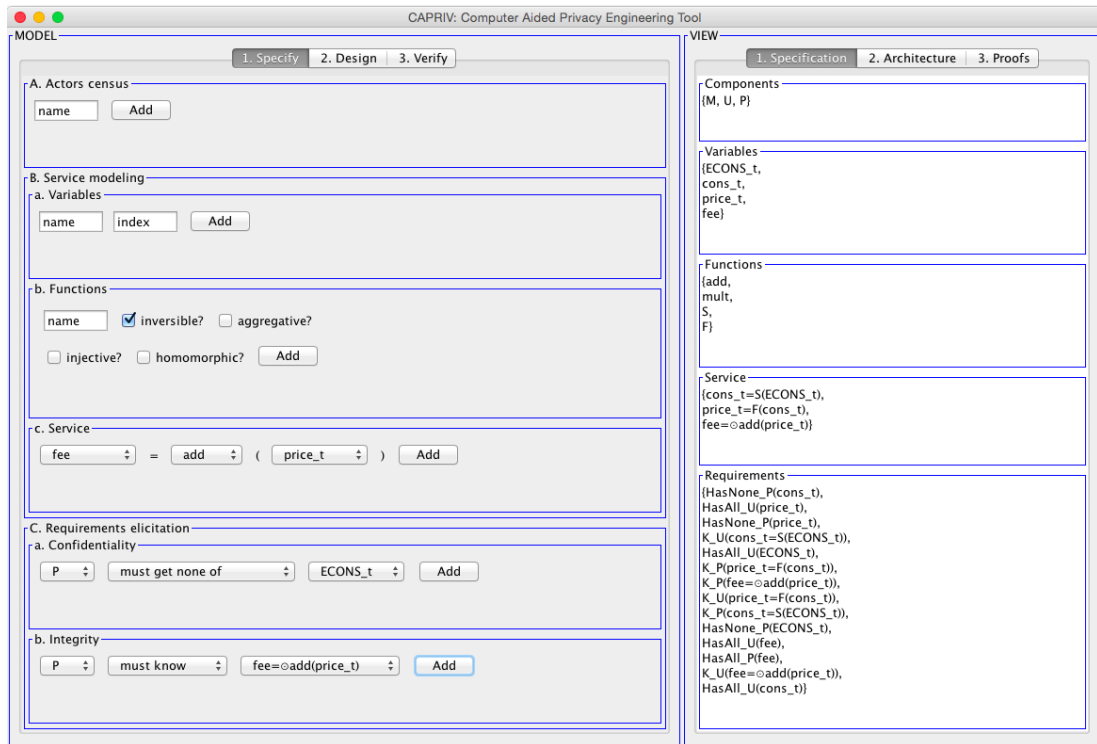 CAPRIV: Computer Aided Privacy Engineering Tool
MODEL
1. Specify 2. Design 3. Verify
A. Actors census
name Add
B. Service modeling
a. Variables
name index Add
b. Functions
name inversible? aggregative?
injective? homomorphic? Add
c. Service
fee = add ( price_t ) Add
C. Requirements elicitation
a. Confidentiality
P must get none of ECONS_t Add
b. Integrity
P must know fee=⊙add(price_t) Add
VIEW
1. Specification 2. Architecture 3. Proofs
Components
{M, U, P}
Variables
{ECONS_t,
cons_t,
price_t,
fee}
Functions
{add,
mult,
S,
F}
Service
{cons_t=S(ECONS_t),
price_t=F(cons_t),
fee=⊙add(price_t)}
Requirements
{HasNone_P(cons_t),
HasAll_U(price_t),
HasNone_P(price_t),
K_U(cons_t=S(ECONS_t)),
HasAll_U(ECONS_t),
K_P(price_t=F(cons_t)),
K_P(fee=⊙add(price_t)),
K_U(price_t=F(cons_t)),
K_P(cons_t=S(ECONS_t)),
HasNone_P(ECONS_t),
HasAll_U(fee),
HasAll_P(fee),
K_U(fee=⊙add(price_t)),
HasAll_U(cons_t)}